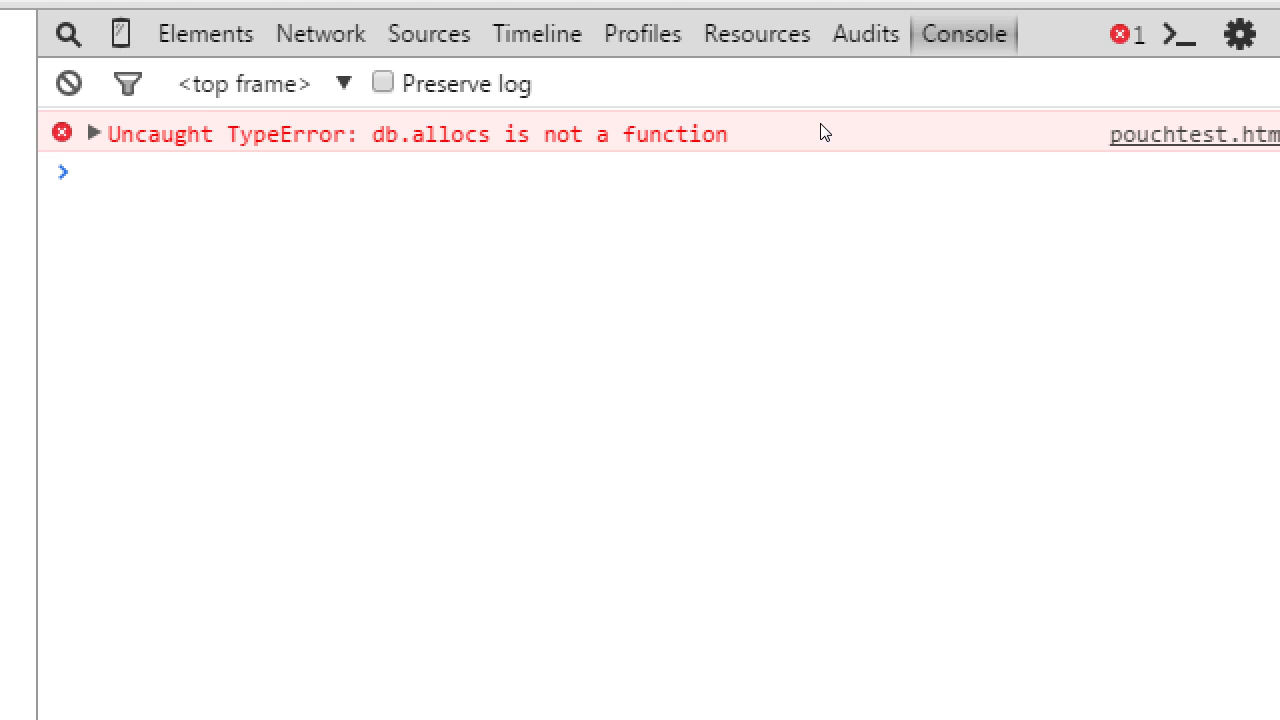 Elements Network Sources Timeline Profiles Resources Audits Console 1
<top frame> ▼ Preserve log
Uncaught TypeError: db.allocs is not a function pouchtest.htm